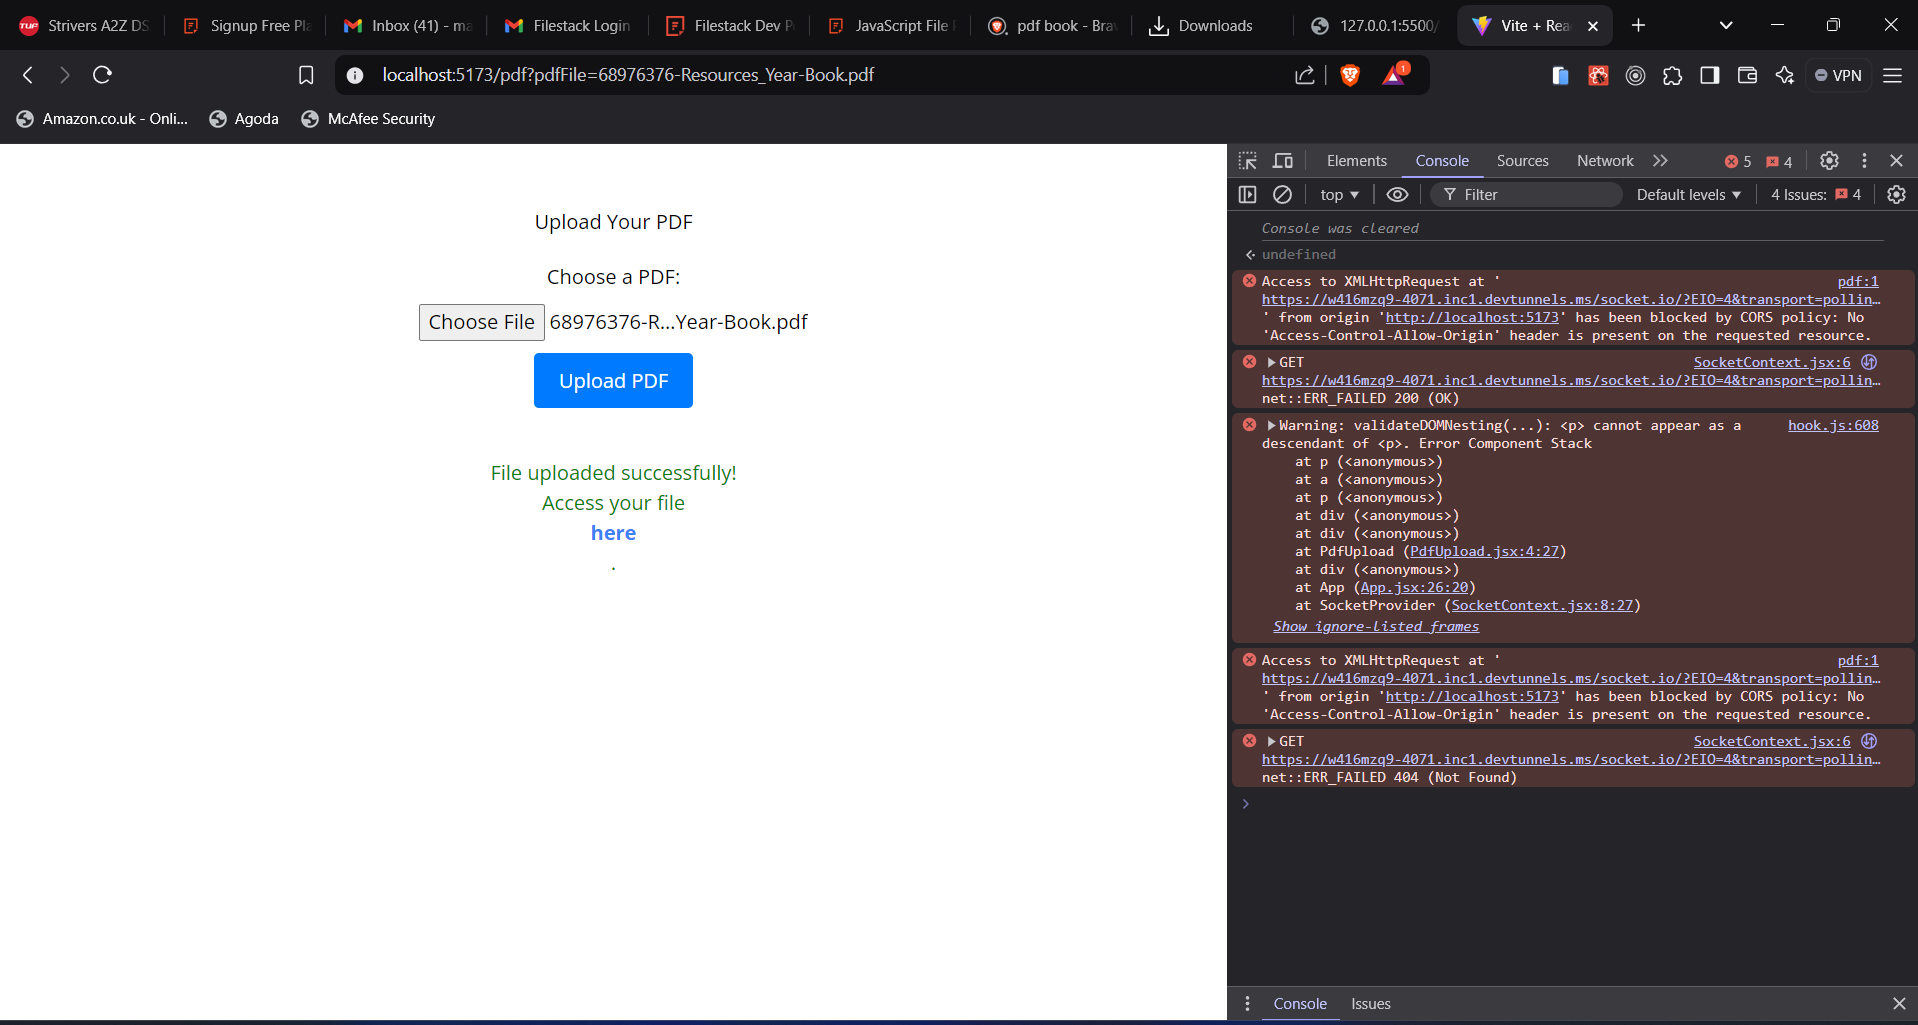 TUF Strivers A2Z DS
Signup Free Pla
Inbox (41) - ma
Filestack Login
Filestack Dev P
JavaScript File P
pdf book - Brav
Downloads
127.0.0.1:5500/
Vite + Rea
localhost:5173/pdf?pdfFile=68976376-Resources_Year-Book.pdf
1
VPN
Amazon.co.uk - Onli...
Agoda
McAfee Security
Upload Your PDF
Choose a PDF:
Choose File 68976376-R...Year-Book.pdf
Upload PDF
File uploaded successfully!
Access your file
here
.
Elements Console Sources Network 5 4
top Filter Default levels 4 Issues: 4
Console was cleared
undefined
Access to XMLHttpRequest at ' pdf:1
https://w416mzq9-4071.inc1.devtunnels.ms/socket.io/?EIO=4&transport=pollin…
' from origin 'http://localhost:5173' has been blocked by CORS policy: No
'Access-Control-Allow-Origin' header is present on the requested resource.
GET SocketContext.jsx:6
https://w416mzq9-4071.inc1.devtunnels.ms/socket.io/?EIO=4&transport=pollin…
net::ERR_FAILED 200 (OK)
Warning: validateDOMNesting(...): <p> cannot appear as a hook.js:608
descendant of <p>. Error Component Stack
at p (<anonymous>)
at a (<anonymous>)
at p (<anonymous>)
at div (<anonymous>)
at div (<anonymous>)
at PdfUpload (PdfUpload.jsx:4:27)
at div (<anonymous>)
at App (App.jsx:26:20)
at SocketProvider (SocketContext.jsx:8:27)
Show ignore-listed frames
Access to XMLHttpRequest at ' pdf:1
https://w416mzq9-4071.inc1.devtunnels.ms/socket.io/?EIO=4&transport=pollin…
' from origin 'http://localhost:5173' has been blocked by CORS policy: No
'Access-Control-Allow-Origin' header is present on the requested resource.
GET SocketContext.jsx:6
https://w416mzq9-4071.inc1.devtunnels.ms/socket.io/?EIO=4&transport=pollin…
net::ERR_FAILED 404 (Not Found)
Console Issues